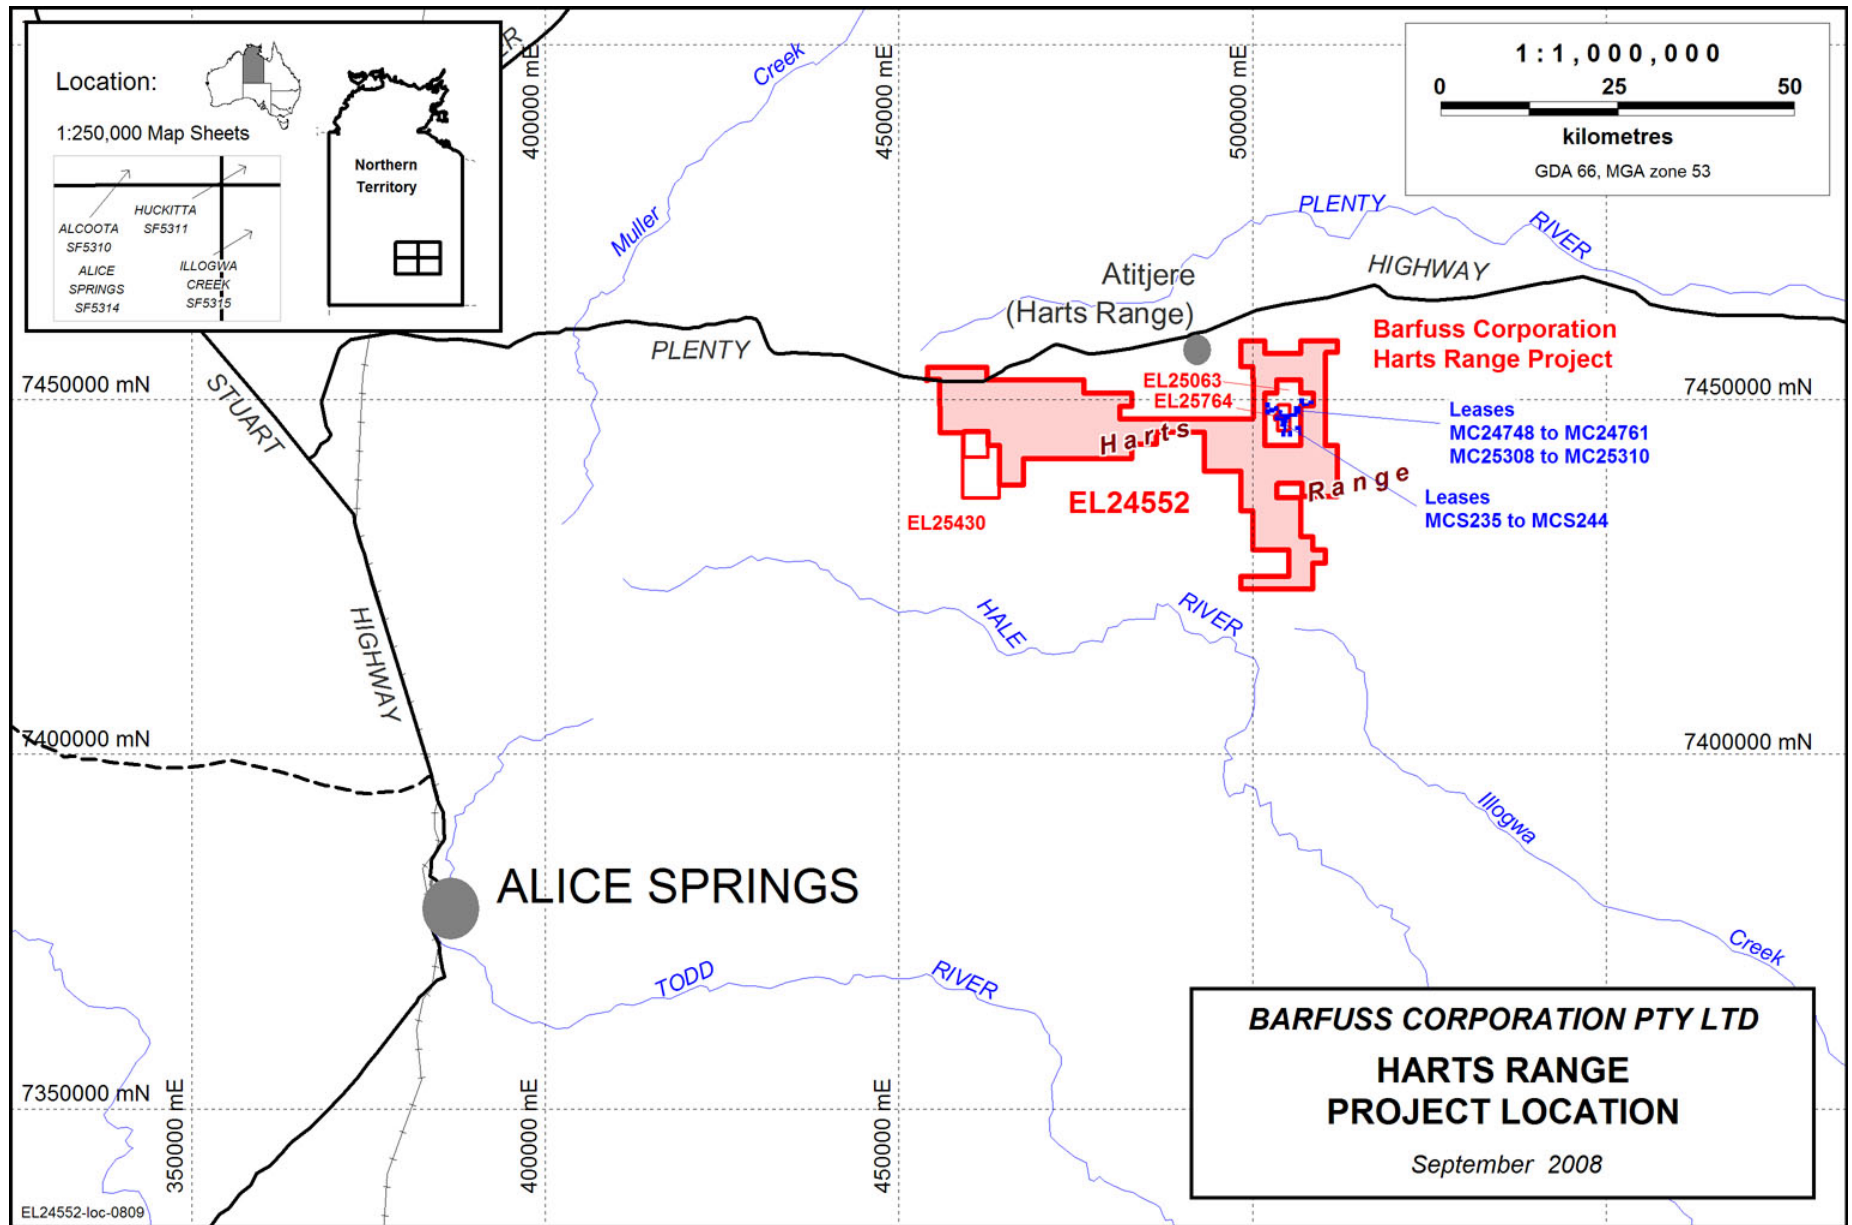 Location:
1:250,000 Map Sheets
ALCOOTA
SF5310
HUCKITTA
SF5311
ALICE
SPRINGS
SF5314
ILLOGWA
CREEK
SF5315
Northern
Territory
1:1,000,000
0 25 50
kilometres
GDA 66, MGA zone 53
400000 mE
450000 mE
500000 mE
Muller
Creek
PLENTY
RIVER
HIGHWAY
PLENTY
Atitjere
(Harts Range)
Barfuss Corporation
Harts Range Project
7450000 mN
7450000 mN
EL25063
EL25764
Leases
MC24748 to MC24761
MC25308 to MC25310
Leases
MCS235 to MCS244
Harts
Range
EL24552
EL25430
STUART
HIGHWAY
HALE
RIVER
7400000 mN
7400000 mN
Illogwa
Creek
ALICE SPRINGS
TODD
RIVER
7350000 mN
350000 mE
400000 mE
450000 mE
BARFUSS CORPORATION PTY LTD
HARTS RANGE
PROJECT LOCATION
September 2008
EL24552-loc-0809